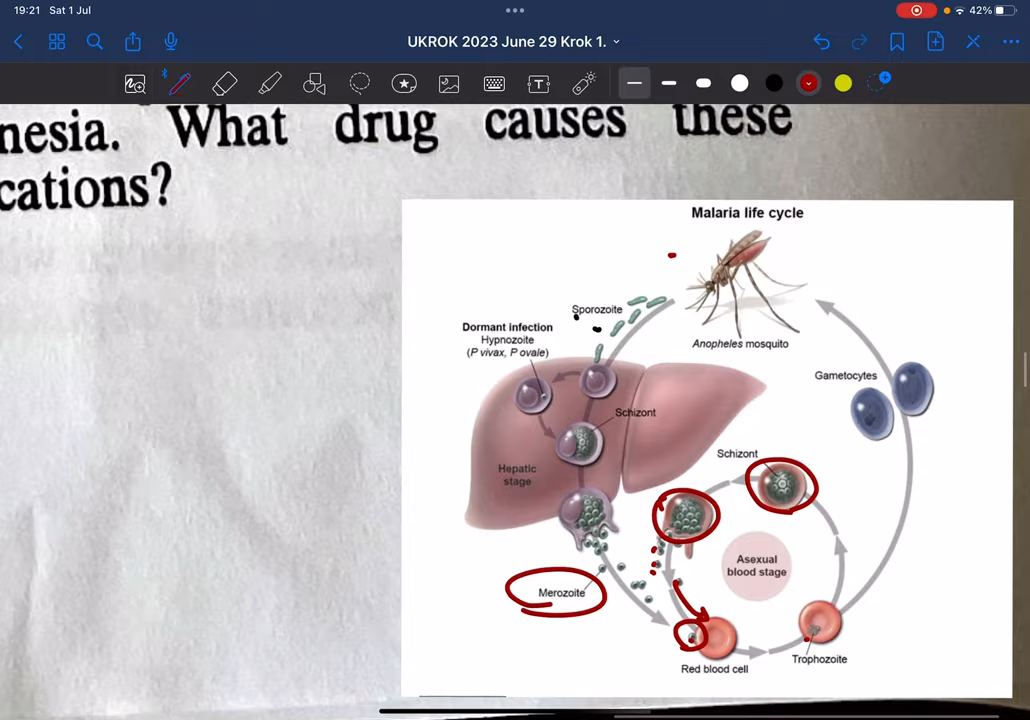 19:21 Sat 1 Jul
42%
UKROK 2023 June 29 Krok 1.
nesia. What drug causes these
cations?
Malaria life cycle
Sporozoite
Dormant infection
Hypnozoite
(P vivax, P ovale)
Anopheles mosquito
Gametocytes
Schizont
Schizont
Hepatic
stage
Asexual
blood stage
Merozoite
Trophozoite
Red blood cell